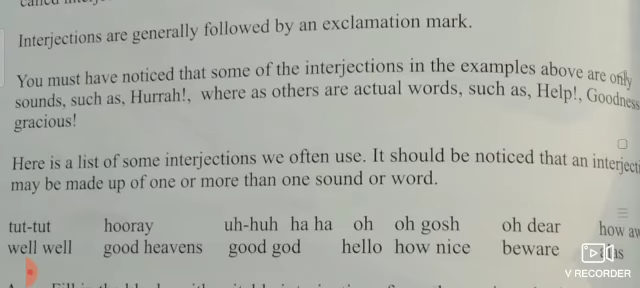 Interjections are generally followed by an exclamation mark.
You must have noticed that some of the interjections in the examples above are only
sounds, such as, Hurrah!, where as others are actual words, such as, Help!, Goodness
gracious!
Here is a list of some interjections we often use. It should be noticed that an interjecti
may be made up of one or more than one sound or word.
tut-tut hooray uh-huh ha ha oh oh gosh oh dear how aw
well well good heavens good god hello how nice beware
V RECORDER